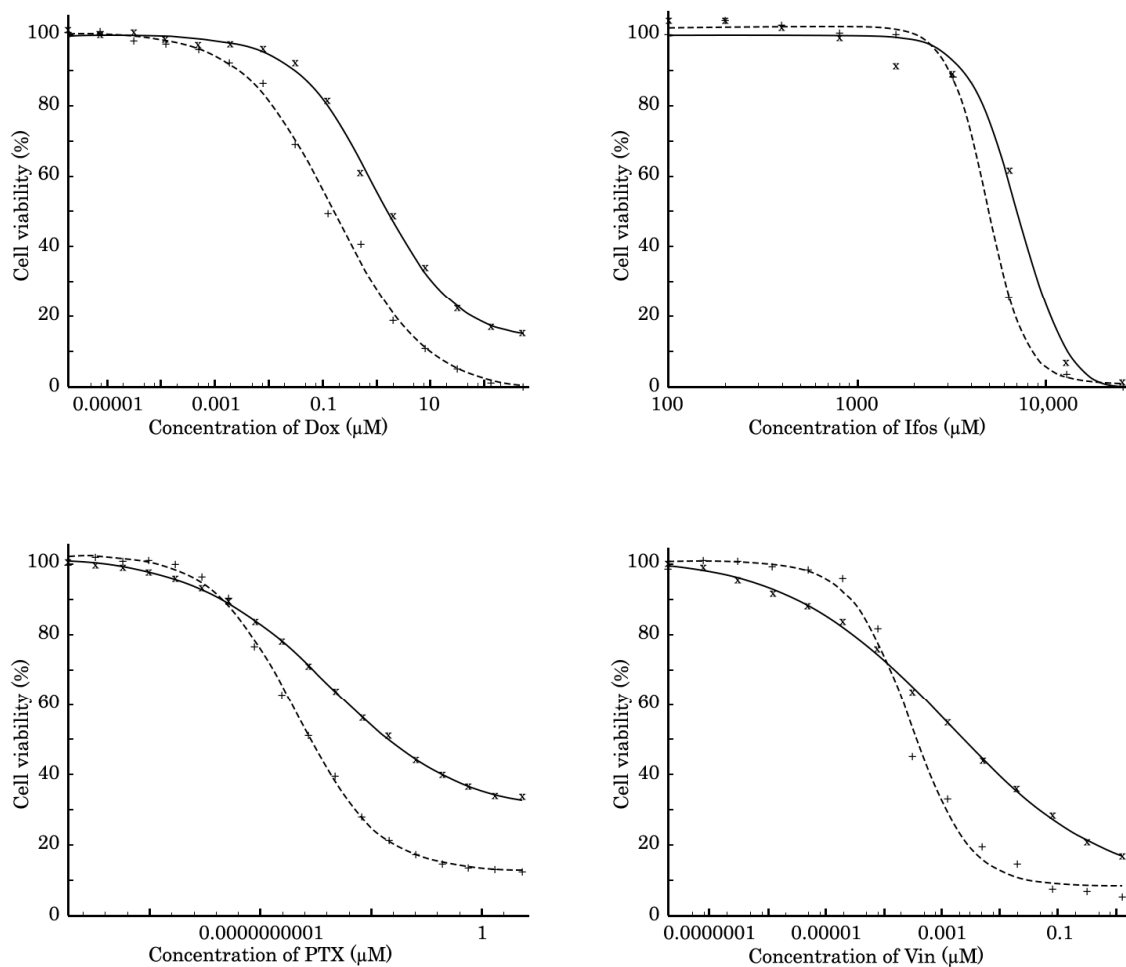 100
80
60
40
20
0
Cell viability (%)
0.00001 0.001 0.1 10
Concentration of Dox (µM)
100
80
60
40
20
0
Cell viability (%)
100 1000 10,000
Concentration of Ifos (µM)
100
80
60
40
20
0
Cell viability (%)
0.0000000001 1
Concentration of PTX (µM)
100
80
60
40
20
0
Cell viability (%)
0.0000001 0.00001 0.001 0.1
Concentration of Vin (µM)